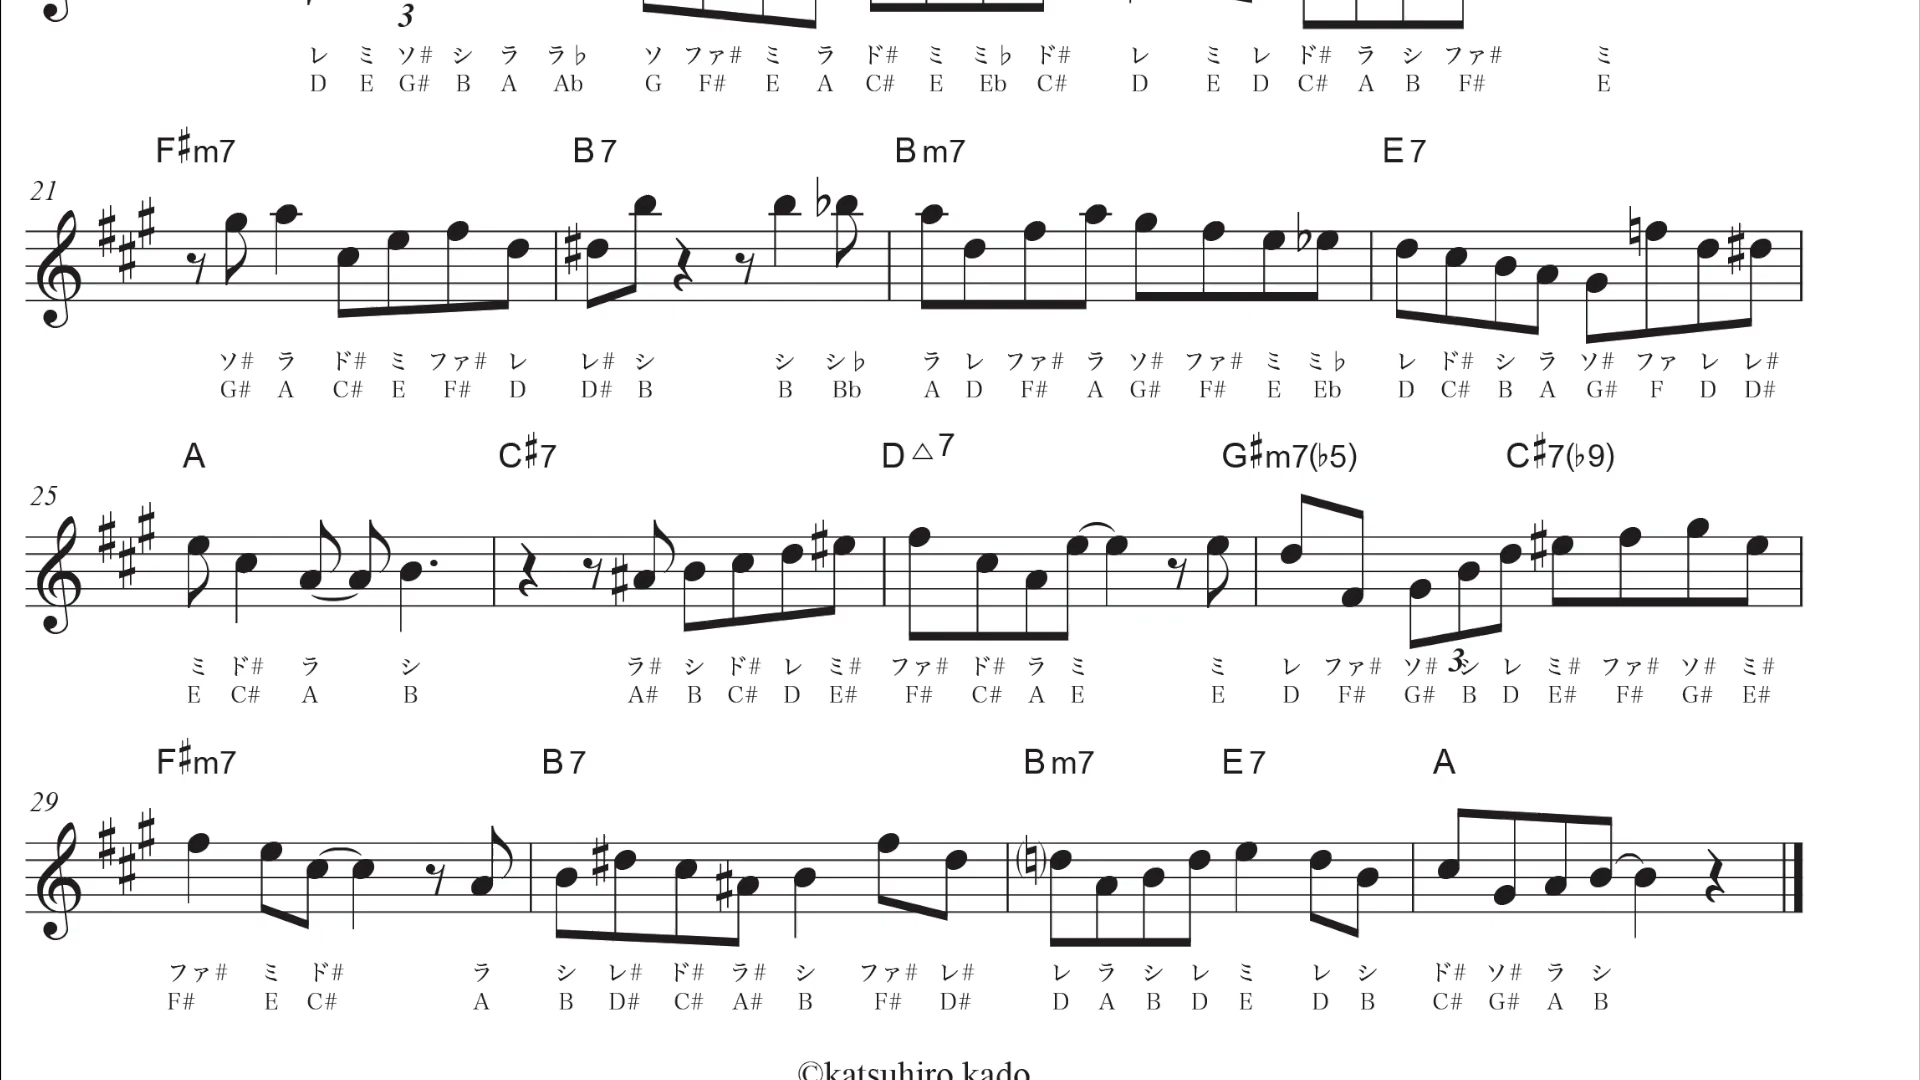 3
レ ミ ソ# シ ラ ラ♭ ソ ファ# ミ ラ ド# ミ ミ♭ ド# レ ミ レ ド# ラ シ ファ# ミ
D E G# B A Ab G F# E A C# E Eb C# D E D C# A B F# E
F♯m7 B7 Bm7 E7
21
ソ# ラ ド# ミ ファ# レ レ# シ シ シ♭ ラ レ ファ# ラ ソ# ファ# ミ ミ♭ レ ド# シ ラ ソ# ファ レ レ#
G# A C# E F# D D# B B Bb A D F# A G# F# E Eb D C# B A G# F D D#
A C♯7 D△7 G♯m7(♭5) C♯7(♭9)
25
3
ミ ド# ラ シ ラ# シ ド# レ ミ# ファ# ド# ラ ミ ミ レ ファ# ソ# シ レ ミ# ファ# ソ# ミ#
E C# A B A# B C# D E# F# C# A E E D F# G# B D E# F# G# E#
F♯m7 B7 Bm7 E7 A
29
ファ# ミ ド# ラ シ レ# ド# ラ# シ ファ# レ# レ ラ シ レ ミ レ シ ド# ソ# ラ シ
F# E C# A B D# C# A# B F# D# D A B D E D B C# G# A B
©katsuhiro kado